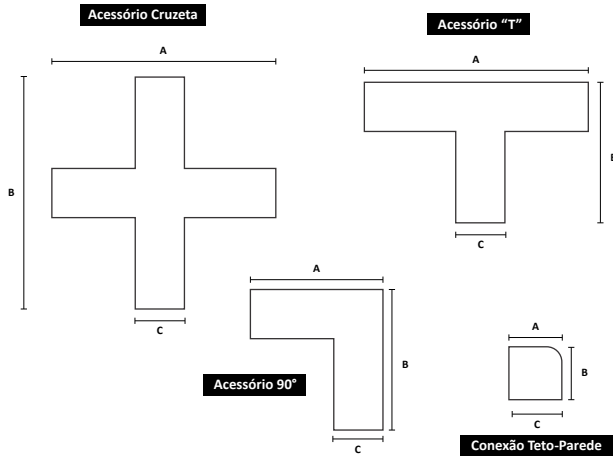 Acessório Cruzeta
A
B
C
Acessório “T”
A
B
C
A
B
C
Acessório 90°
A
B
C
Conexão Teto-Parede